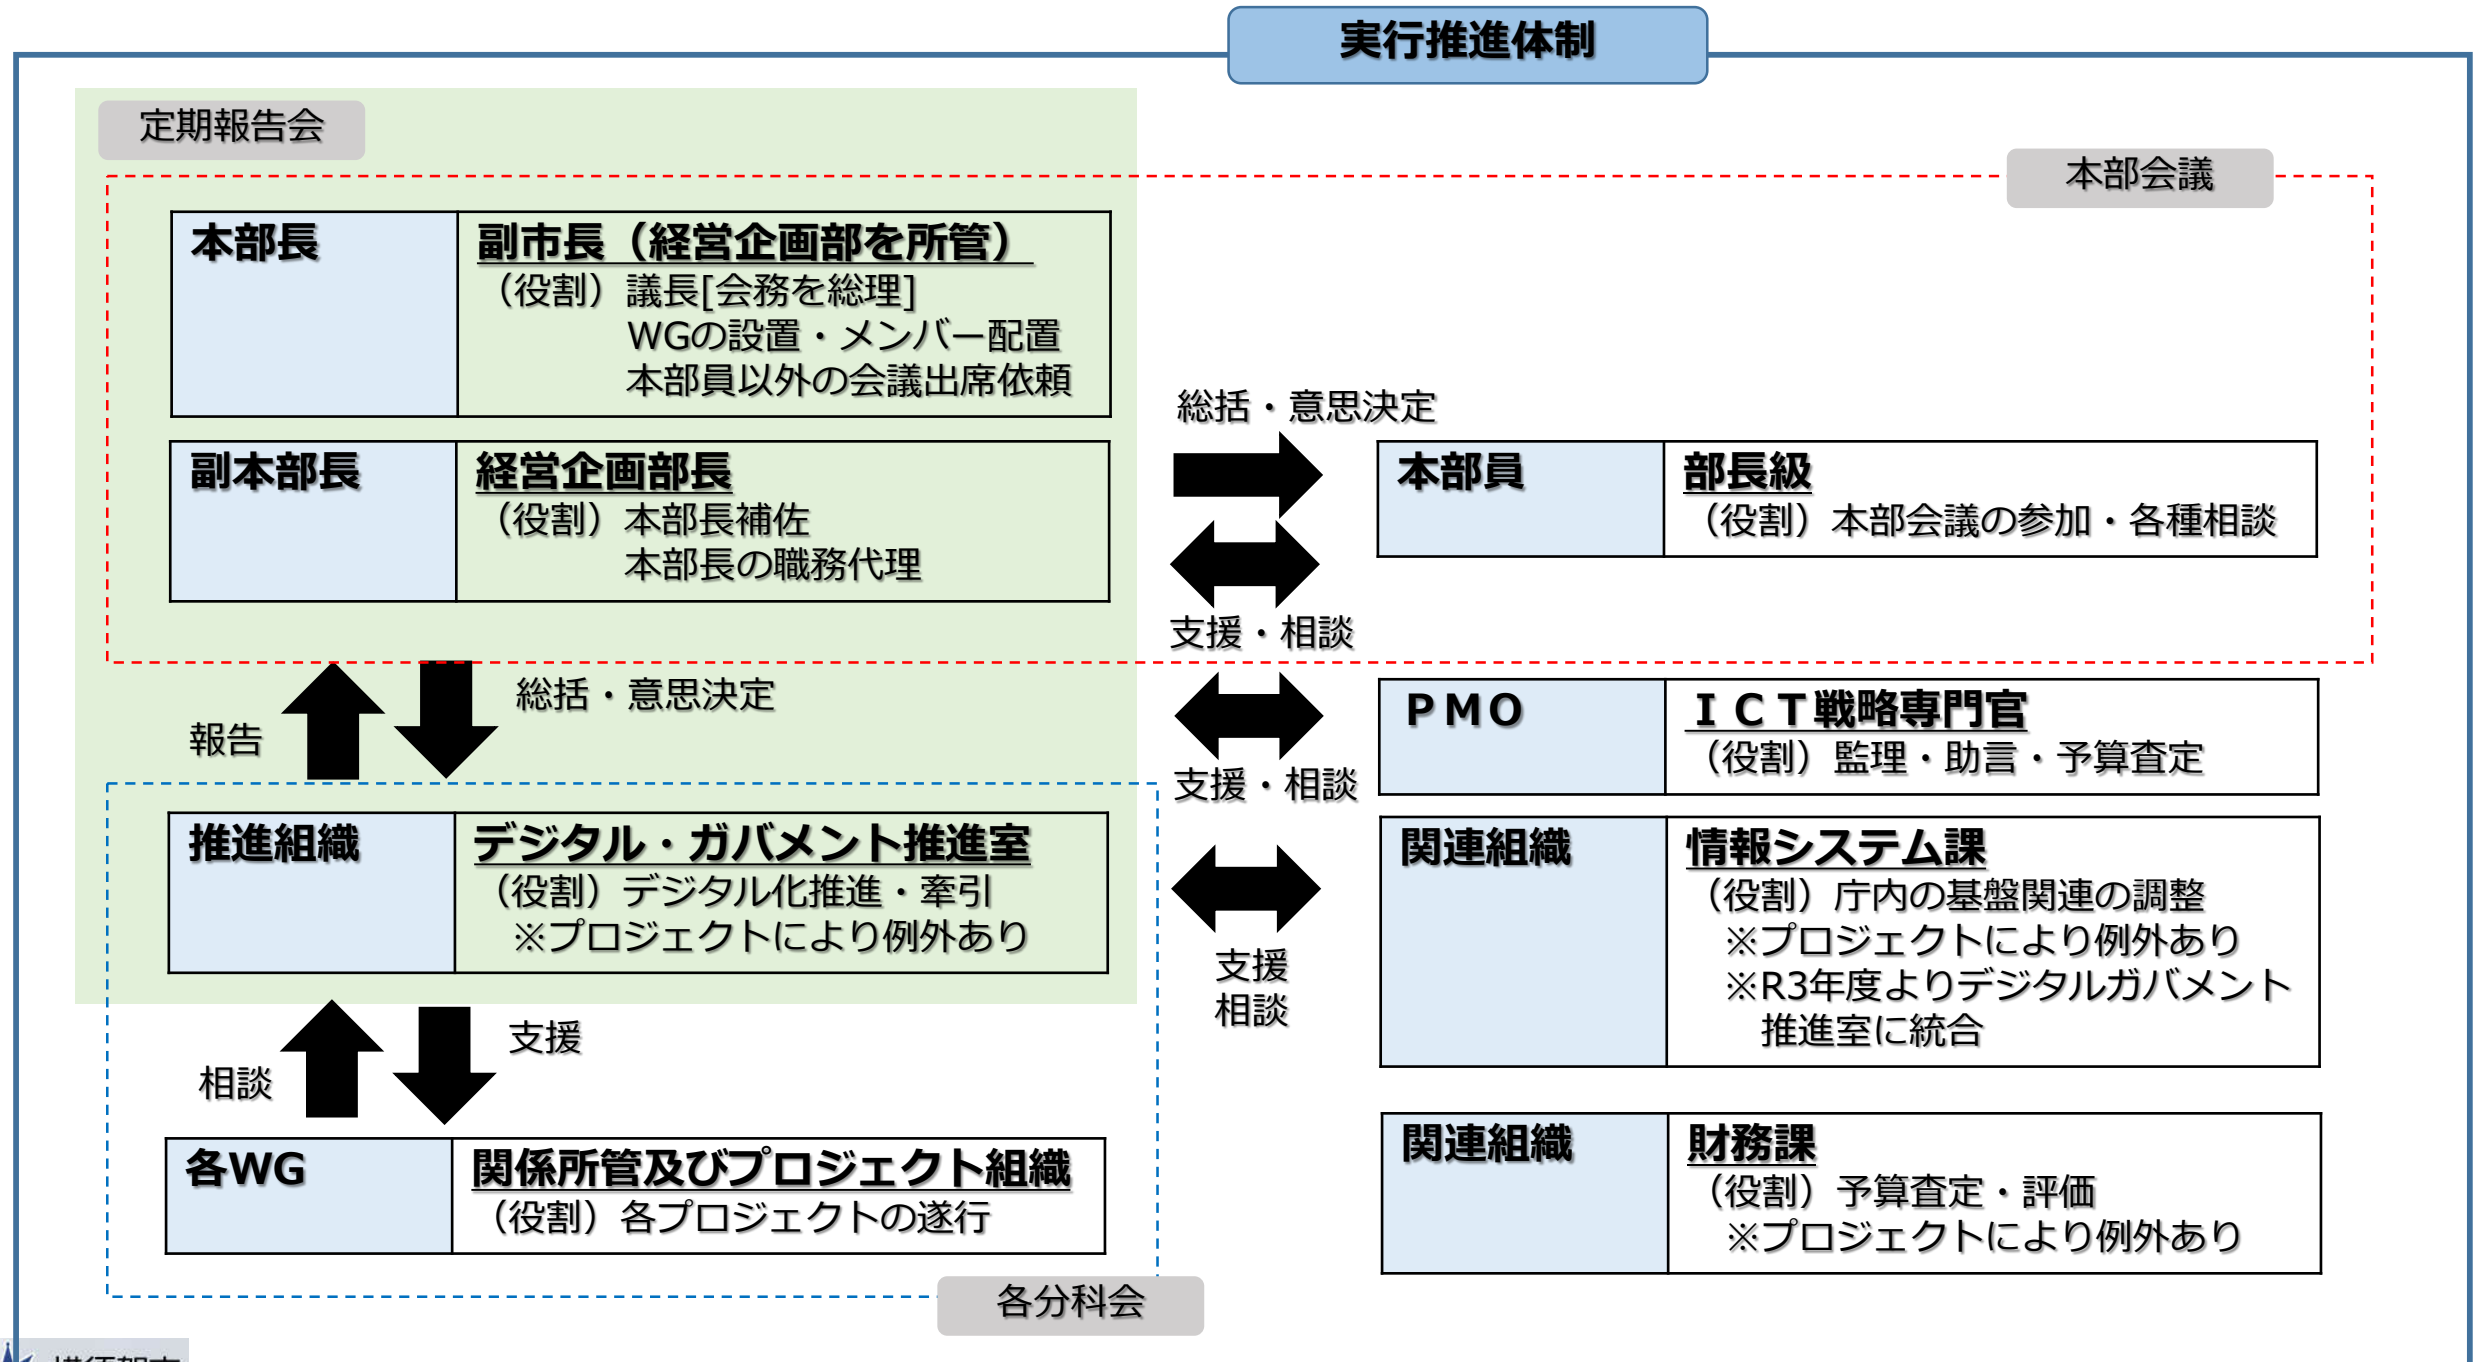 実行推進体制
定期報告会
本部会議
本部長
副市長（経営企画部を所管）
（役割）議長[会務を総理]
WGの設置・メンバー配置
本部員以外の会議出席依頼
副本部長
経営企画部長
（役割）本部長補佐
本部長の職務代理
総括・意思決定
支援・相談
本部員
部長級
（役割）本部会議の参加・各種相談
報告
総括・意思決定
支援・相談
ＰＭＯ
ＩＣＴ戦略専門官
（役割）監理・助言・予算査定
推進組織
デジタル・ガバメント推進室
（役割）デジタル化推進・牽引
※プロジェクトにより例外あり
支援
相談
関連組織
情報システム課
（役割）庁内の基盤関連の調整
※プロジェクトにより例外あり
※R3年度よりデジタルガバメント
推進室に統合
相談
支援
各WG
関係所管及びプロジェクト組織
（役割）各プロジェクトの遂行
関連組織
財務課
（役割）予算査定・評価
※プロジェクトにより例外あり
各分科会